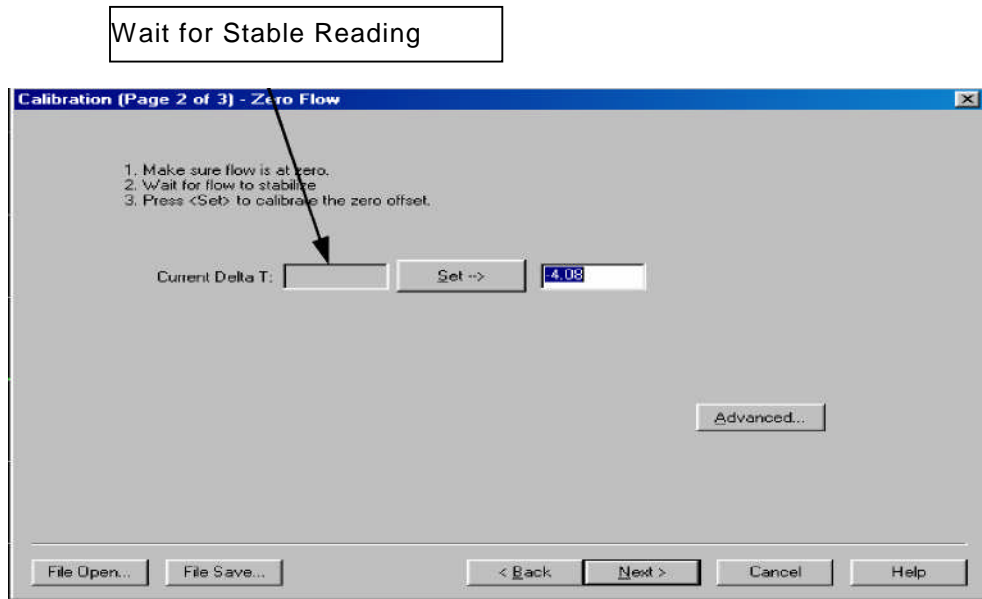 Wait for Stable Reading
Calibration (Page 2 of 3) - Zero Flow
1. Make sure flow is at zero.
2. Wait for flow to stabilize
3. Press <Set> to calibrate the zero offset.
Current Delta T: Set --> -4.08
Advanced...
File Open... File Save... < Back Next > Cancel Help